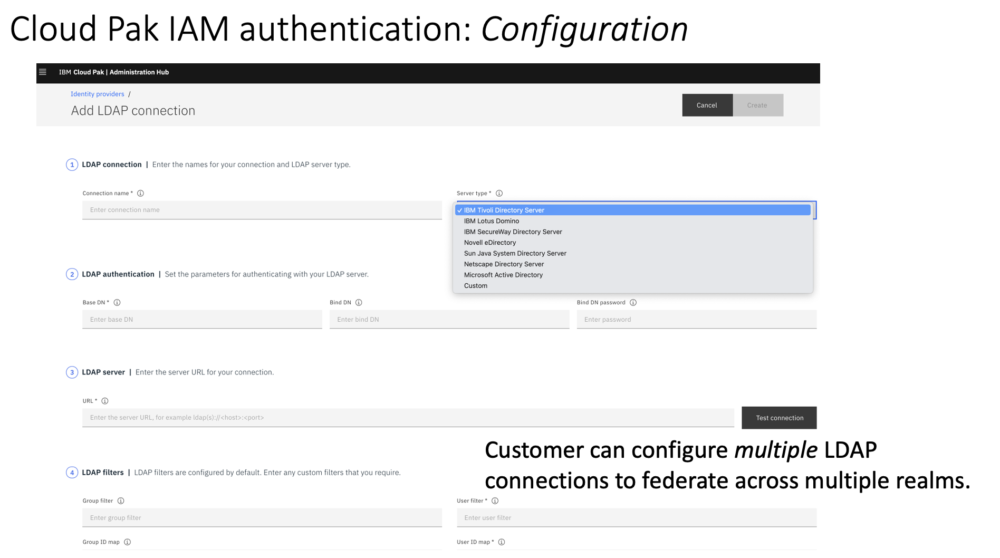 Cloud Pak IAM authentication: Configuration
IBM Cloud Pak | Administration Hub
Identity providers /
Add LDAP connection
Cancel
Create
1 LDAP connection | Enter the names for your connection and LDAP server type.
Connection name *
Enter connection name
Server type *
✓ IBM Tivoli Directory Server
IBM Lotus Domino
IBM SecureWay Directory Server
Novell eDirectory
Sun Java System Directory Server
Netscape Directory Server
Microsoft Active Directory
Custom
2 LDAP authentication | Set the parameters for authenticating with your LDAP server.
Base DN *
Enter base DN
Bind DN
Enter bind DN
Bind DN password
Enter password
3 LDAP server | Enter the server URL for your connection.
URL *
Enter the server URL, for example ldap(s)://<host>:<port>
Test connection
Customer can configure multiple LDAP
connections to federate across multiple realms.
4 LDAP filters | LDAP filters are configured by default. Enter any custom filters that you require.
Group filter
Enter group filter
User filter *
Enter user filter
Group ID map
User ID map *